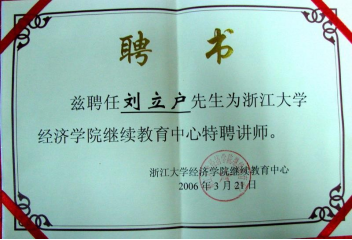 聘书
兹聘任刘立户先生为浙江大学
经济学院继续教育中心特聘讲师。
浙江大学经济学院继续教育中心
2006年3月21日